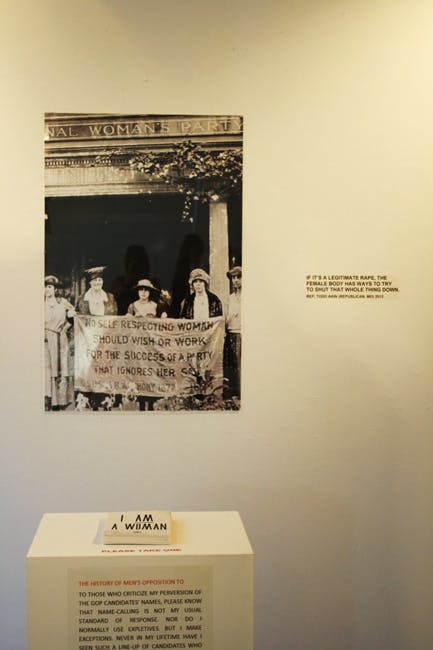 NAL WOMAN'S PARTY
NO SELF RESPECTING WOMAN
SHOULD WISH OR WORK
FOR THE SUCCESS OF A PARTY
THAT IGNORES HER SEX
SUSAN B. ANTHONY 1872
IF IT'S A LEGITIMATE RAPE, THE
FEMALE BODY HAS WAYS TO TRY
TO SHUT THAT WHOLE THING DOWN.
REP. TODD AKIN (REPUBLICAN, MO) 2012
I AM
A WOMAN
PLEASE TAKE ONE
THE HISTORY OF MEN'S OPPOSITION TO
TO THOSE WHO CRITICIZE MY PERVERSION OF
THE GOP CANDIDATES' NAMES, PLEASE KNOW
THAT NAME-CALLING IS NOT MY USUAL
STANDARD OF RESPONSE. NOR DO I
NORMALLY USE EXPLETIVES. BUT I MAKE
EXCEPTIONS. NEVER IN MY LIFETIME HAVE I
SEEN SUCH A LINE-UP OF CANDIDATES WHO